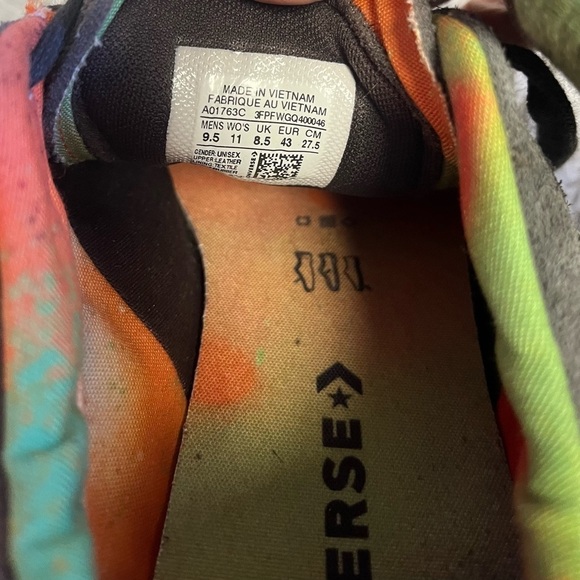 MADE IN VIETNAM
FABRIQUE AU VIETNAM
A01763C 3FPFWGQ400046
MENS WO'S UK EUR CM
9.5 11 8.5 43 27.5
GENDER: UNISEX
UPPER:LEATHER
ERSE